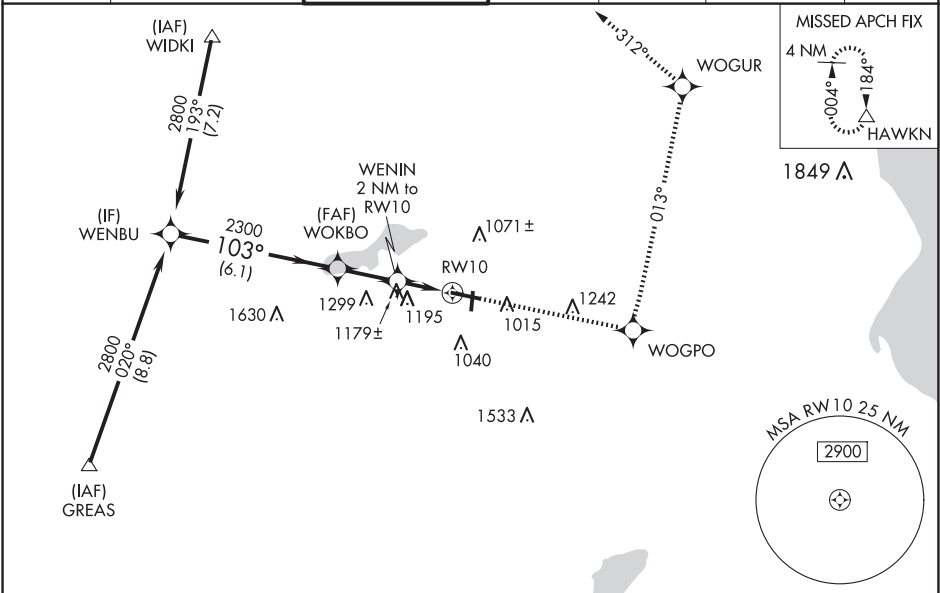 (IAF)
WIDKI
2800
193°
(7.2)
(IF)
WENBU
2300
103°
(6.1)
(FAF)
WOKBO
WENIN
2 NM to
RW10
1071±
RW10
1630
1299
1179±
1195
1015
1242
1040
1533
2800
020°
(8.8)
(IAF)
GREAS
312°
WOGUR
013°
WOGPO
MISSED APCH FIX
4 NM
004°
184°
HAWKN
1849
MSA RW10 25 NM
2900